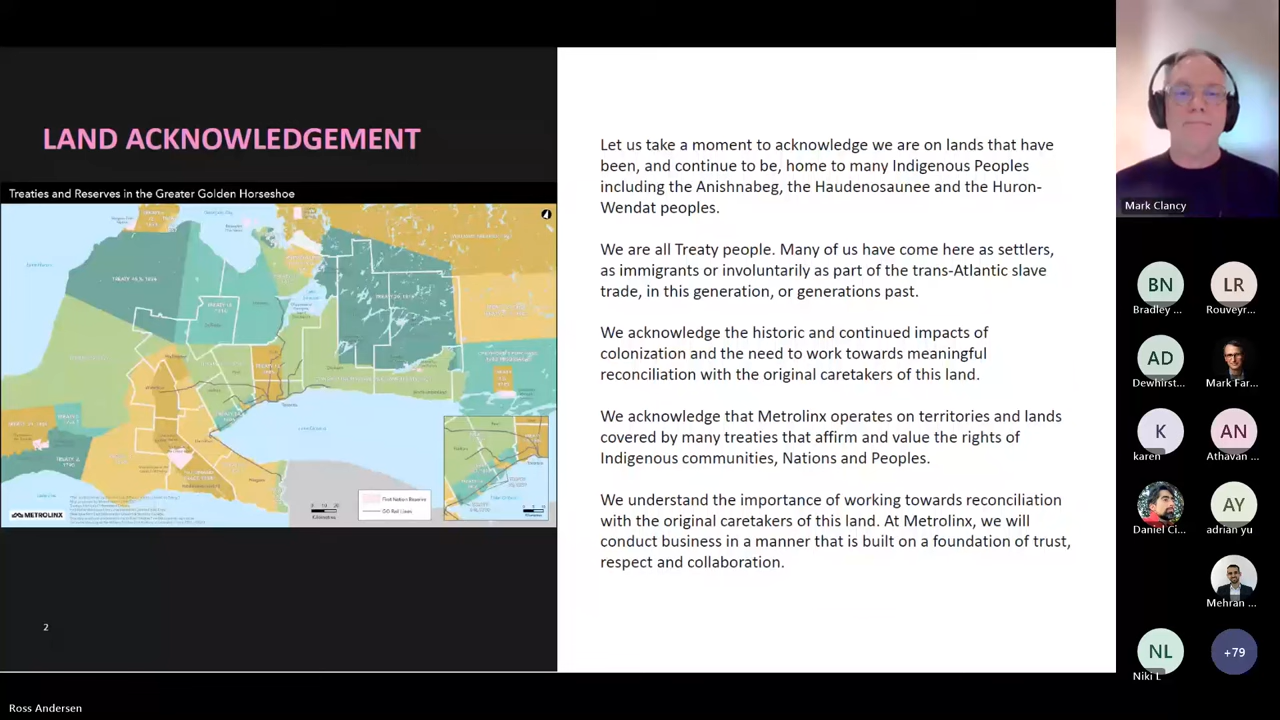 LAND ACKNOWLEDGEMENT
Treaties and Reserves in the Greater Golden Horseshoe
First Nation Reserve
GO Rail Lines
METROLINX
2
Let us take a moment to acknowledge we are on lands that have
been, and continue to be, home to many Indigenous Peoples
including the Anishnabeg, the Haudenosaunee and the Huron-
Wendat peoples.
We are all Treaty people. Many of us have come here as settlers,
as immigrants or involuntarily as part of the trans-Atlantic slave
trade, in this generation, or generations past.
We acknowledge the historic and continued impacts of
colonization and the need to work towards meaningful
reconciliation with the original caretakers of this land.
We acknowledge that Metrolinx operates on territories and lands
covered by many treaties that affirm and value the rights of
Indigenous communities, Nations and Peoples.
We understand the importance of working towards reconciliation
with the original caretakers of this land. At Metrolinx, we will
conduct business in a manner that is built on a foundation of trust,
respect and collaboration.
Mark Clancy
BN
LR
Bradley ...
Rouveyr...
AD
Dewhirst...
Mark Far...
K
AN
karen
Athavan ...
AY
Daniel Ci...
adrian yu
Mehran ...
NL
+79
Niki L
Ross Andersen